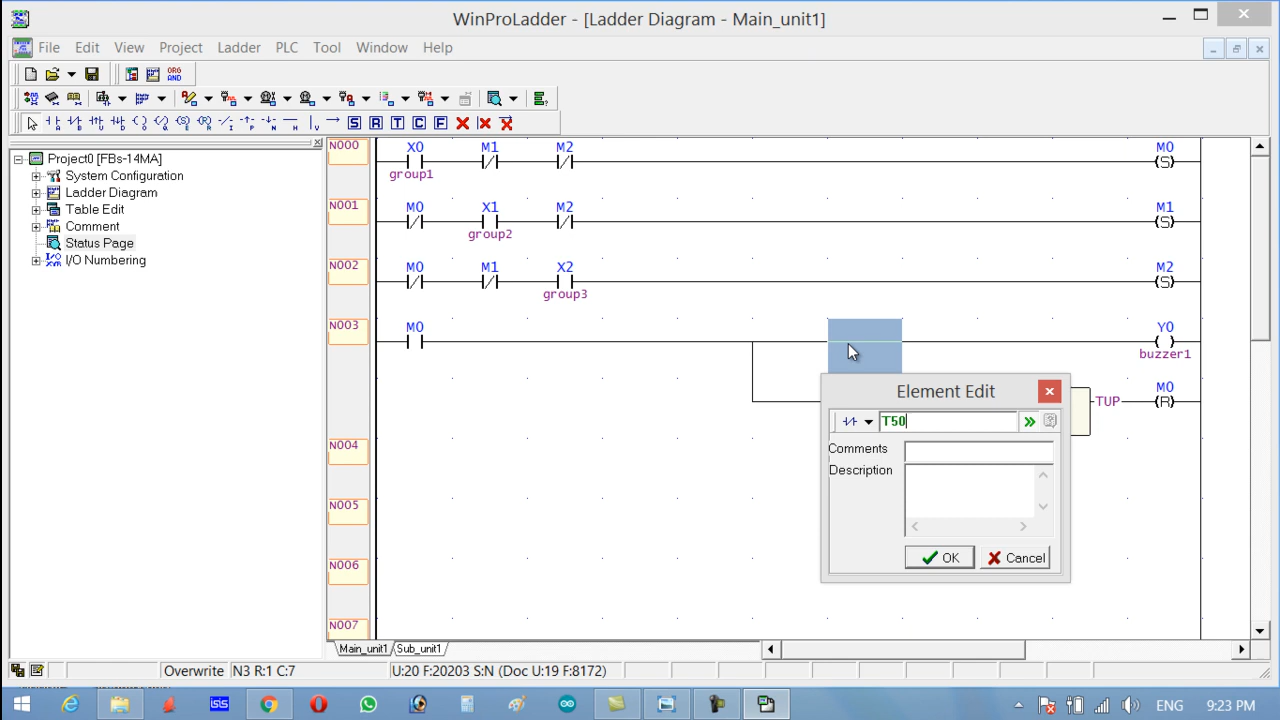 WinProLadder - [Ladder Diagram - Main_unit1]
File Edit View Project Ladder PLC Tool Window Help
ORG
AND
A B U D S R I P N H V S R T C F
Project0 [FBs-14MA]
System Configuration
Ladder Diagram
Table Edit
Comment
Status Page
I/O Numbering
N000 X0 M1 M2 M0
(S)
group1
N001 M0 X1 M2 M1
(S)
group2
N002 M0 M1 X2 M2
(S)
group3
N003 M0 Y0
( )
buzzer1
M0
TUP (R)
Element Edit
T50
Comments
Description
OK Cancel
N004
N005
N006
N007
Main_unit1 Sub_unit1
Overwrite N3 R:1 C:7 U:20 F:20203 S:N (Doc U:19 F:8172)
isis
ENG 9:23 PM